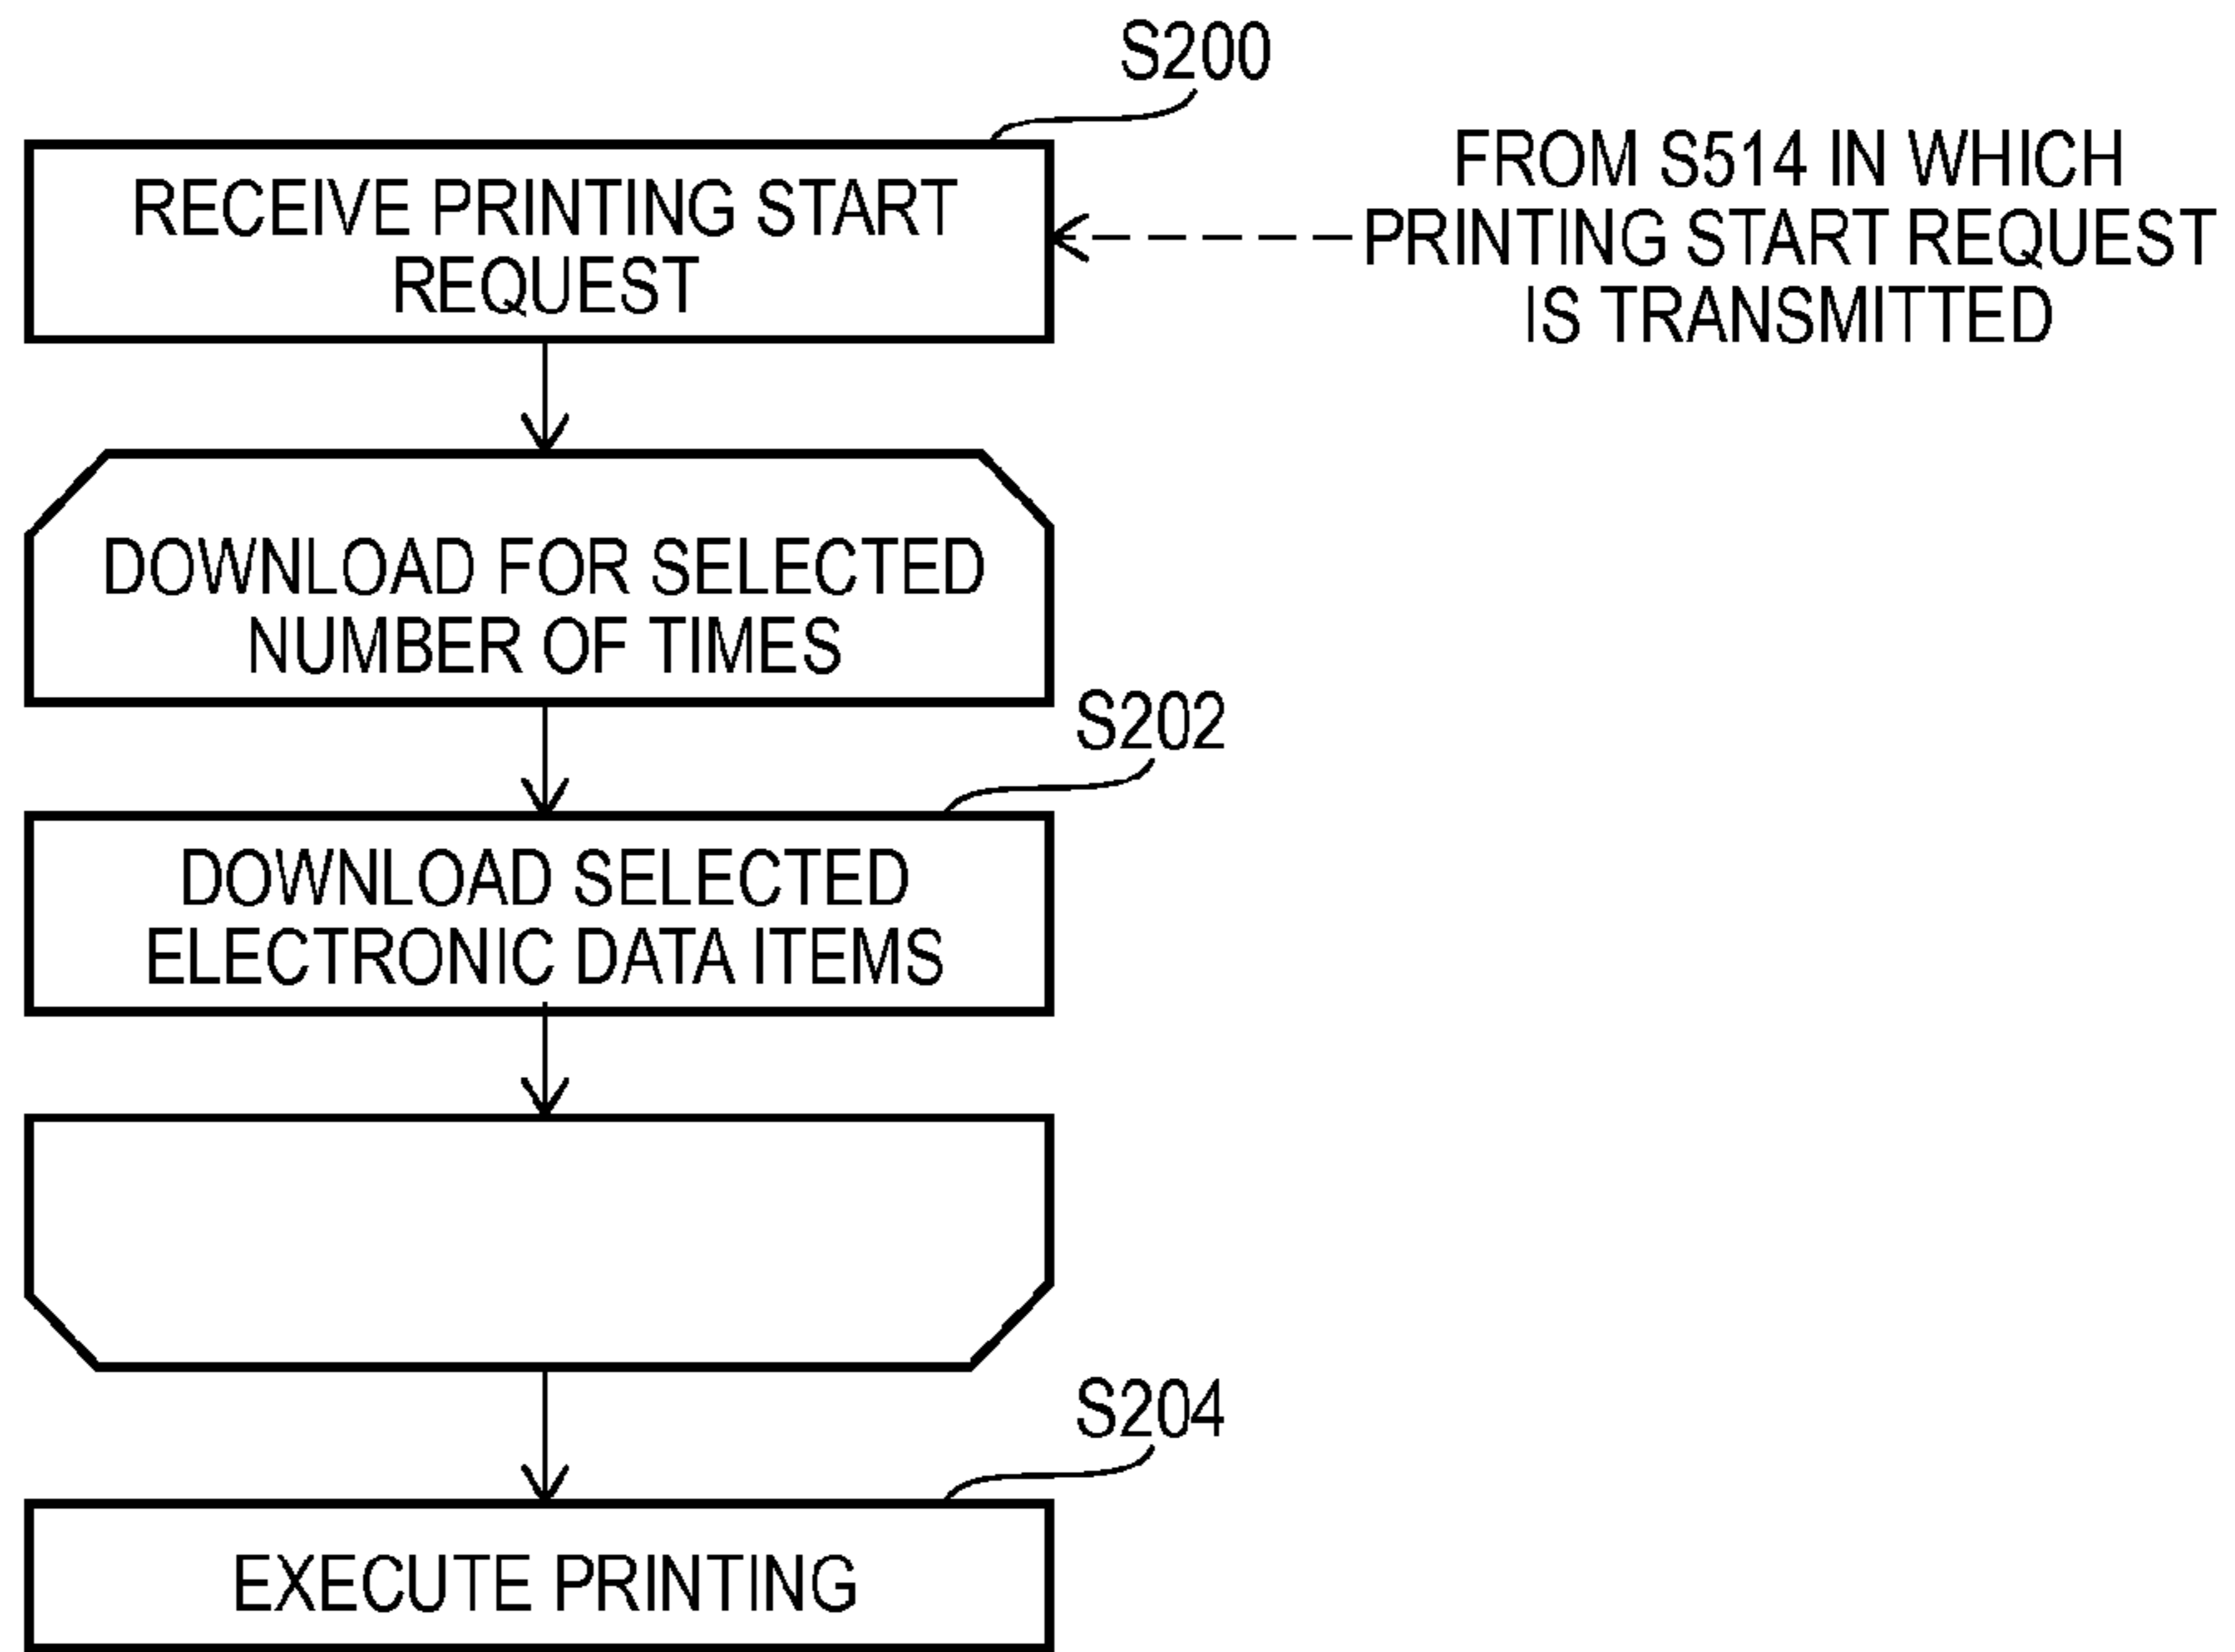 S200
RECEIVE PRINTING START
REQUEST
FROM S514 IN WHICH
PRINTING START REQUEST
IS TRANSMITTED
DOWNLOAD FOR SELECTED
NUMBER OF TIMES
S202
DOWNLOAD SELECTED
ELECTRONIC DATA ITEMS
S204
EXECUTE PRINTING